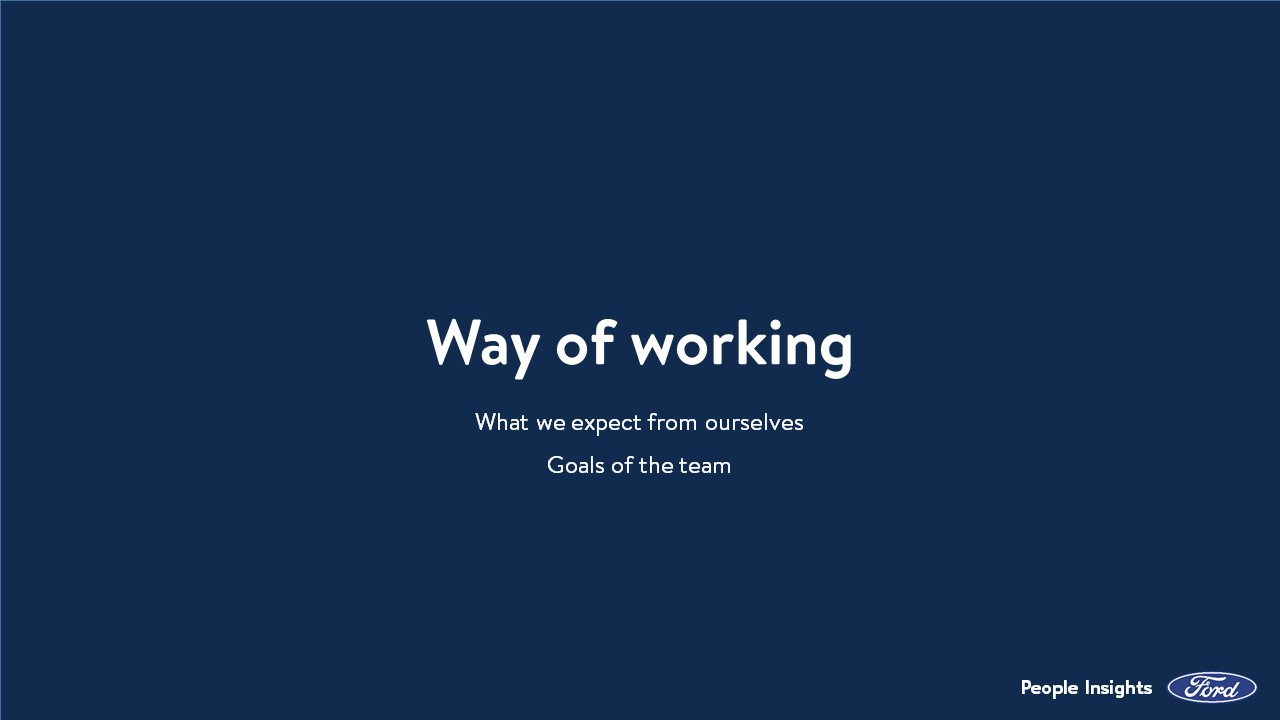 Way of working
What we expect from ourselves
Goals of the team
People Insights
Ford